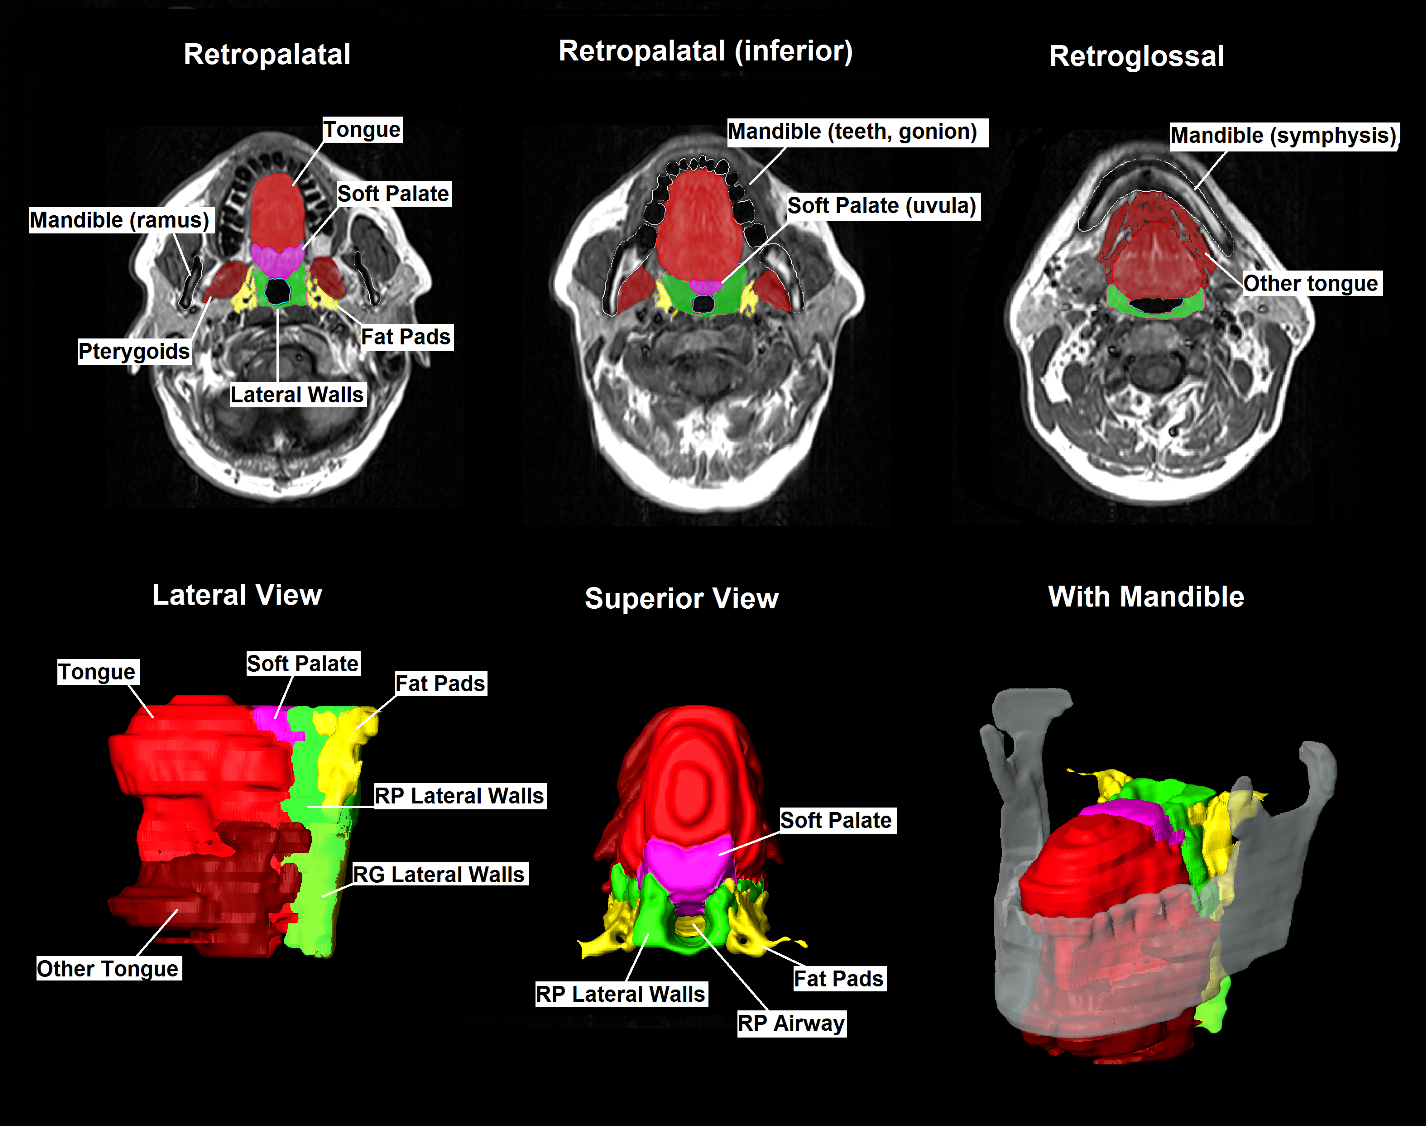 Retropalatal
Retropalatal (inferior)
Retroglossal
Tongue
Soft Palate
Mandible (ramus)
Pterygoids
Fat Pads
Lateral Walls
Mandible (teeth, gonion)
Soft Palate (uvula)
Mandible (symphysis)
Other tongue
Lateral View
Superior View
With Mandible
Tongue
Soft Palate
Fat Pads
RP Lateral Walls
RG Lateral Walls
Other Tongue
Soft Palate
RP Lateral Walls
Fat Pads
RP Airway